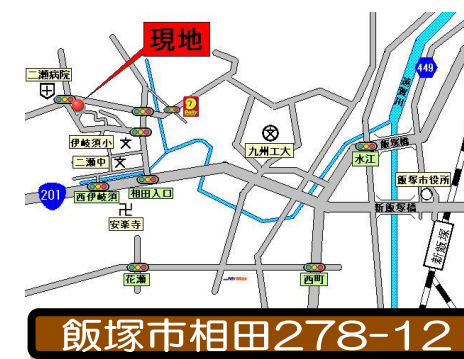 現地
449
二瀬病院
遠賀川
伊岐須小
文
九州工大
飯塚橋
水江
二瀬中
文
201
西伊岐須
相田入口
飯塚市役所
安楽寺
新飯塚橋
新飯塚
花瀬
西町
飯塚市相田278-12